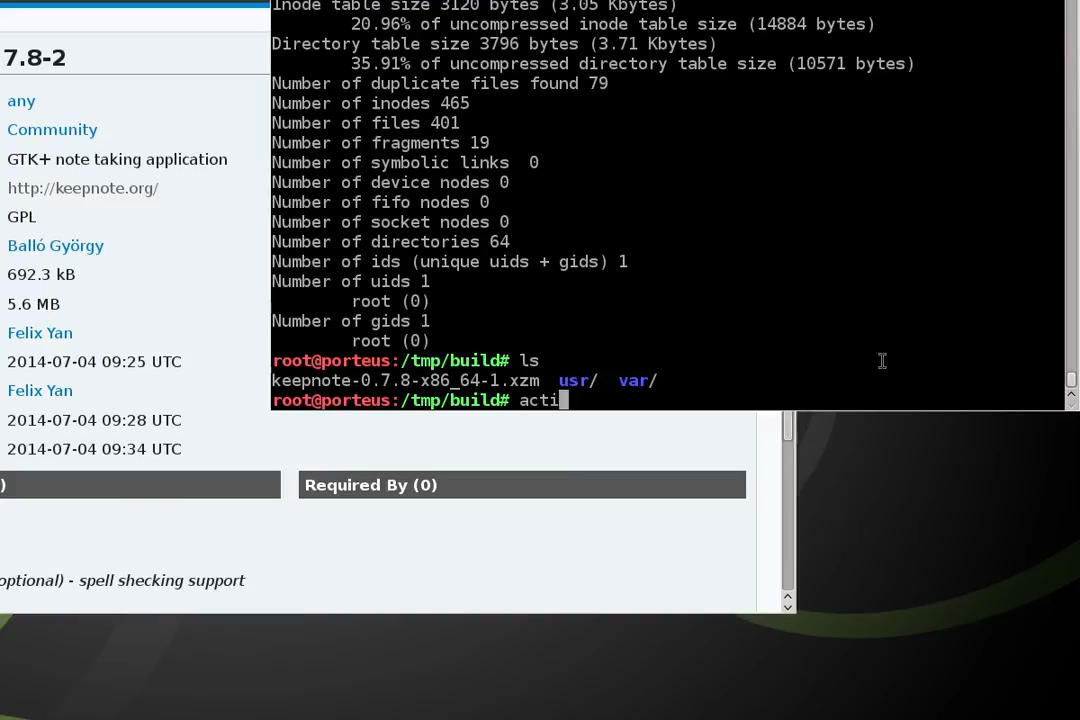 7.8-2
any
Community
GTK+ note taking application
http://keepnote.org/
GPL
Balló György
692.3 kB
5.6 MB
Felix Yan
2014-07-04 09:25 UTC
Felix Yan
2014-07-04 09:28 UTC
2014-07-04 09:34 UTC
)
Required By (0)
optional) - spell checking support
Inode table size 3120 bytes (3.05 Kbytes)
20.96% of uncompressed inode table size (14884 bytes)
Directory table size 3796 bytes (3.71 Kbytes)
35.91% of uncompressed directory table size (10571 bytes)
Number of duplicate files found 79
Number of inodes 465
Number of files 401
Number of fragments 19
Number of symbolic links  0
Number of device nodes 0
Number of fifo nodes 0
Number of socket nodes 0
Number of directories 64
Number of ids (unique uids + gids) 1
Number of uids 1
root (0)
Number of gids 1
root (0)
root@porteus:/tmp/build# ls
keepnote-0.7.8-x86_64-1.xzm  usr/  var/
root@porteus:/tmp/build# acti